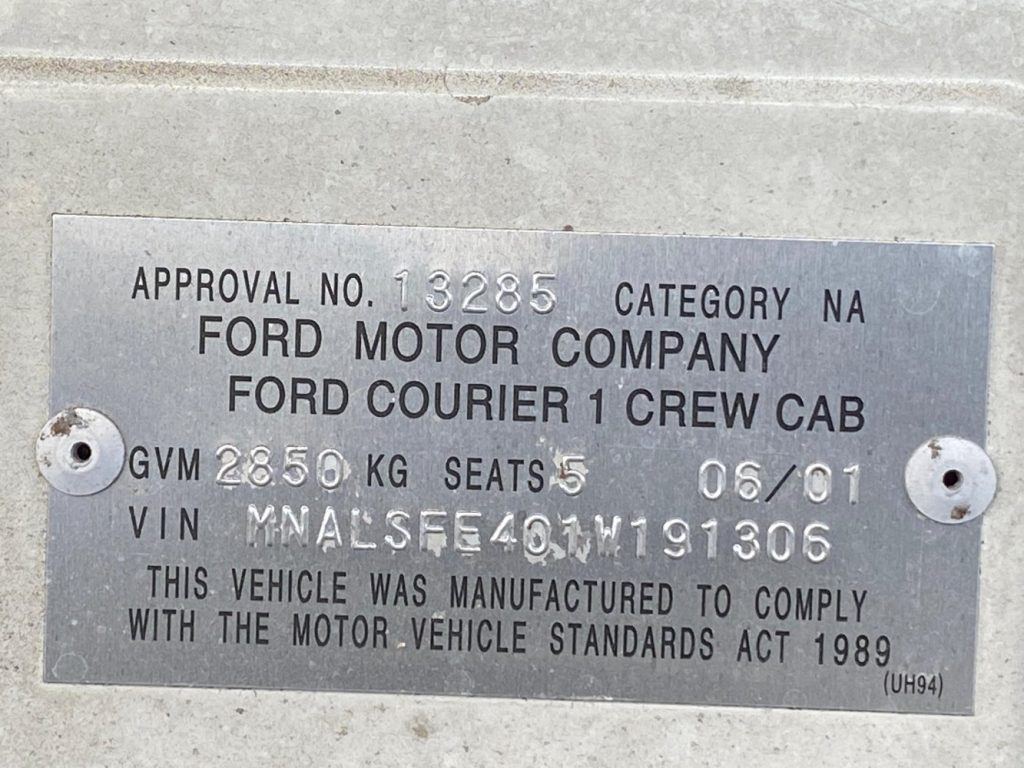 APPROVAL NO. 13285 CATEGORY NA
FORD MOTOR COMPANY
FORD COURIER 1 CREW CAB
GVM 2850 KG SEATS 5 06/01
VIN MNALSFE401W191306
THIS VEHICLE WAS MANUFACTURED TO COMPLY
WITH THE MOTOR VEHICLE STANDARDS ACT 1989
(UH94)